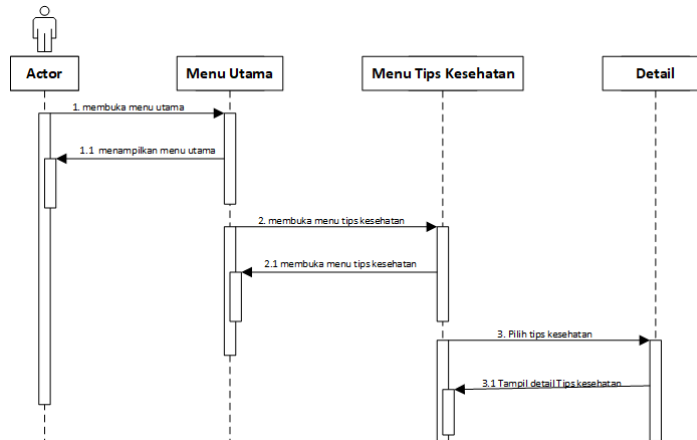 Actor
Menu Utama
Menu Tips Kesehatan
Detail
1. membuka menu utama
1.1 menampilkan menu utama
2. membuka menu tips kesehatan
2.1 membuka menu tips kesehatan
3. Pilih tips kesehatan
3.1 Tampil detail Tips kesehatan